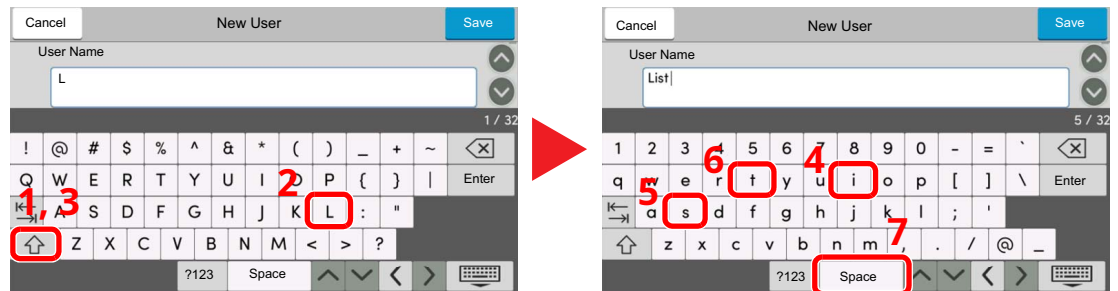 Cancel New User Save
User Name
L
1 / 32
! @ # $ % ^ & * ( ) _ + ~
Q W E R T Y U I O P { } | Enter
A S D F G H J K L : "
Z X C V B N M < > ?
?123 Space
1, 3
2
Cancel New User Save
User Name
List
5 / 32
1 2 3 4 5 6 7 8 9 0 - = `
q w e r t y u i o p [ ] \ Enter
a s d f g h j k l ; '
z x c v b n m , . / @ _
?123 Space
6
4
5
7